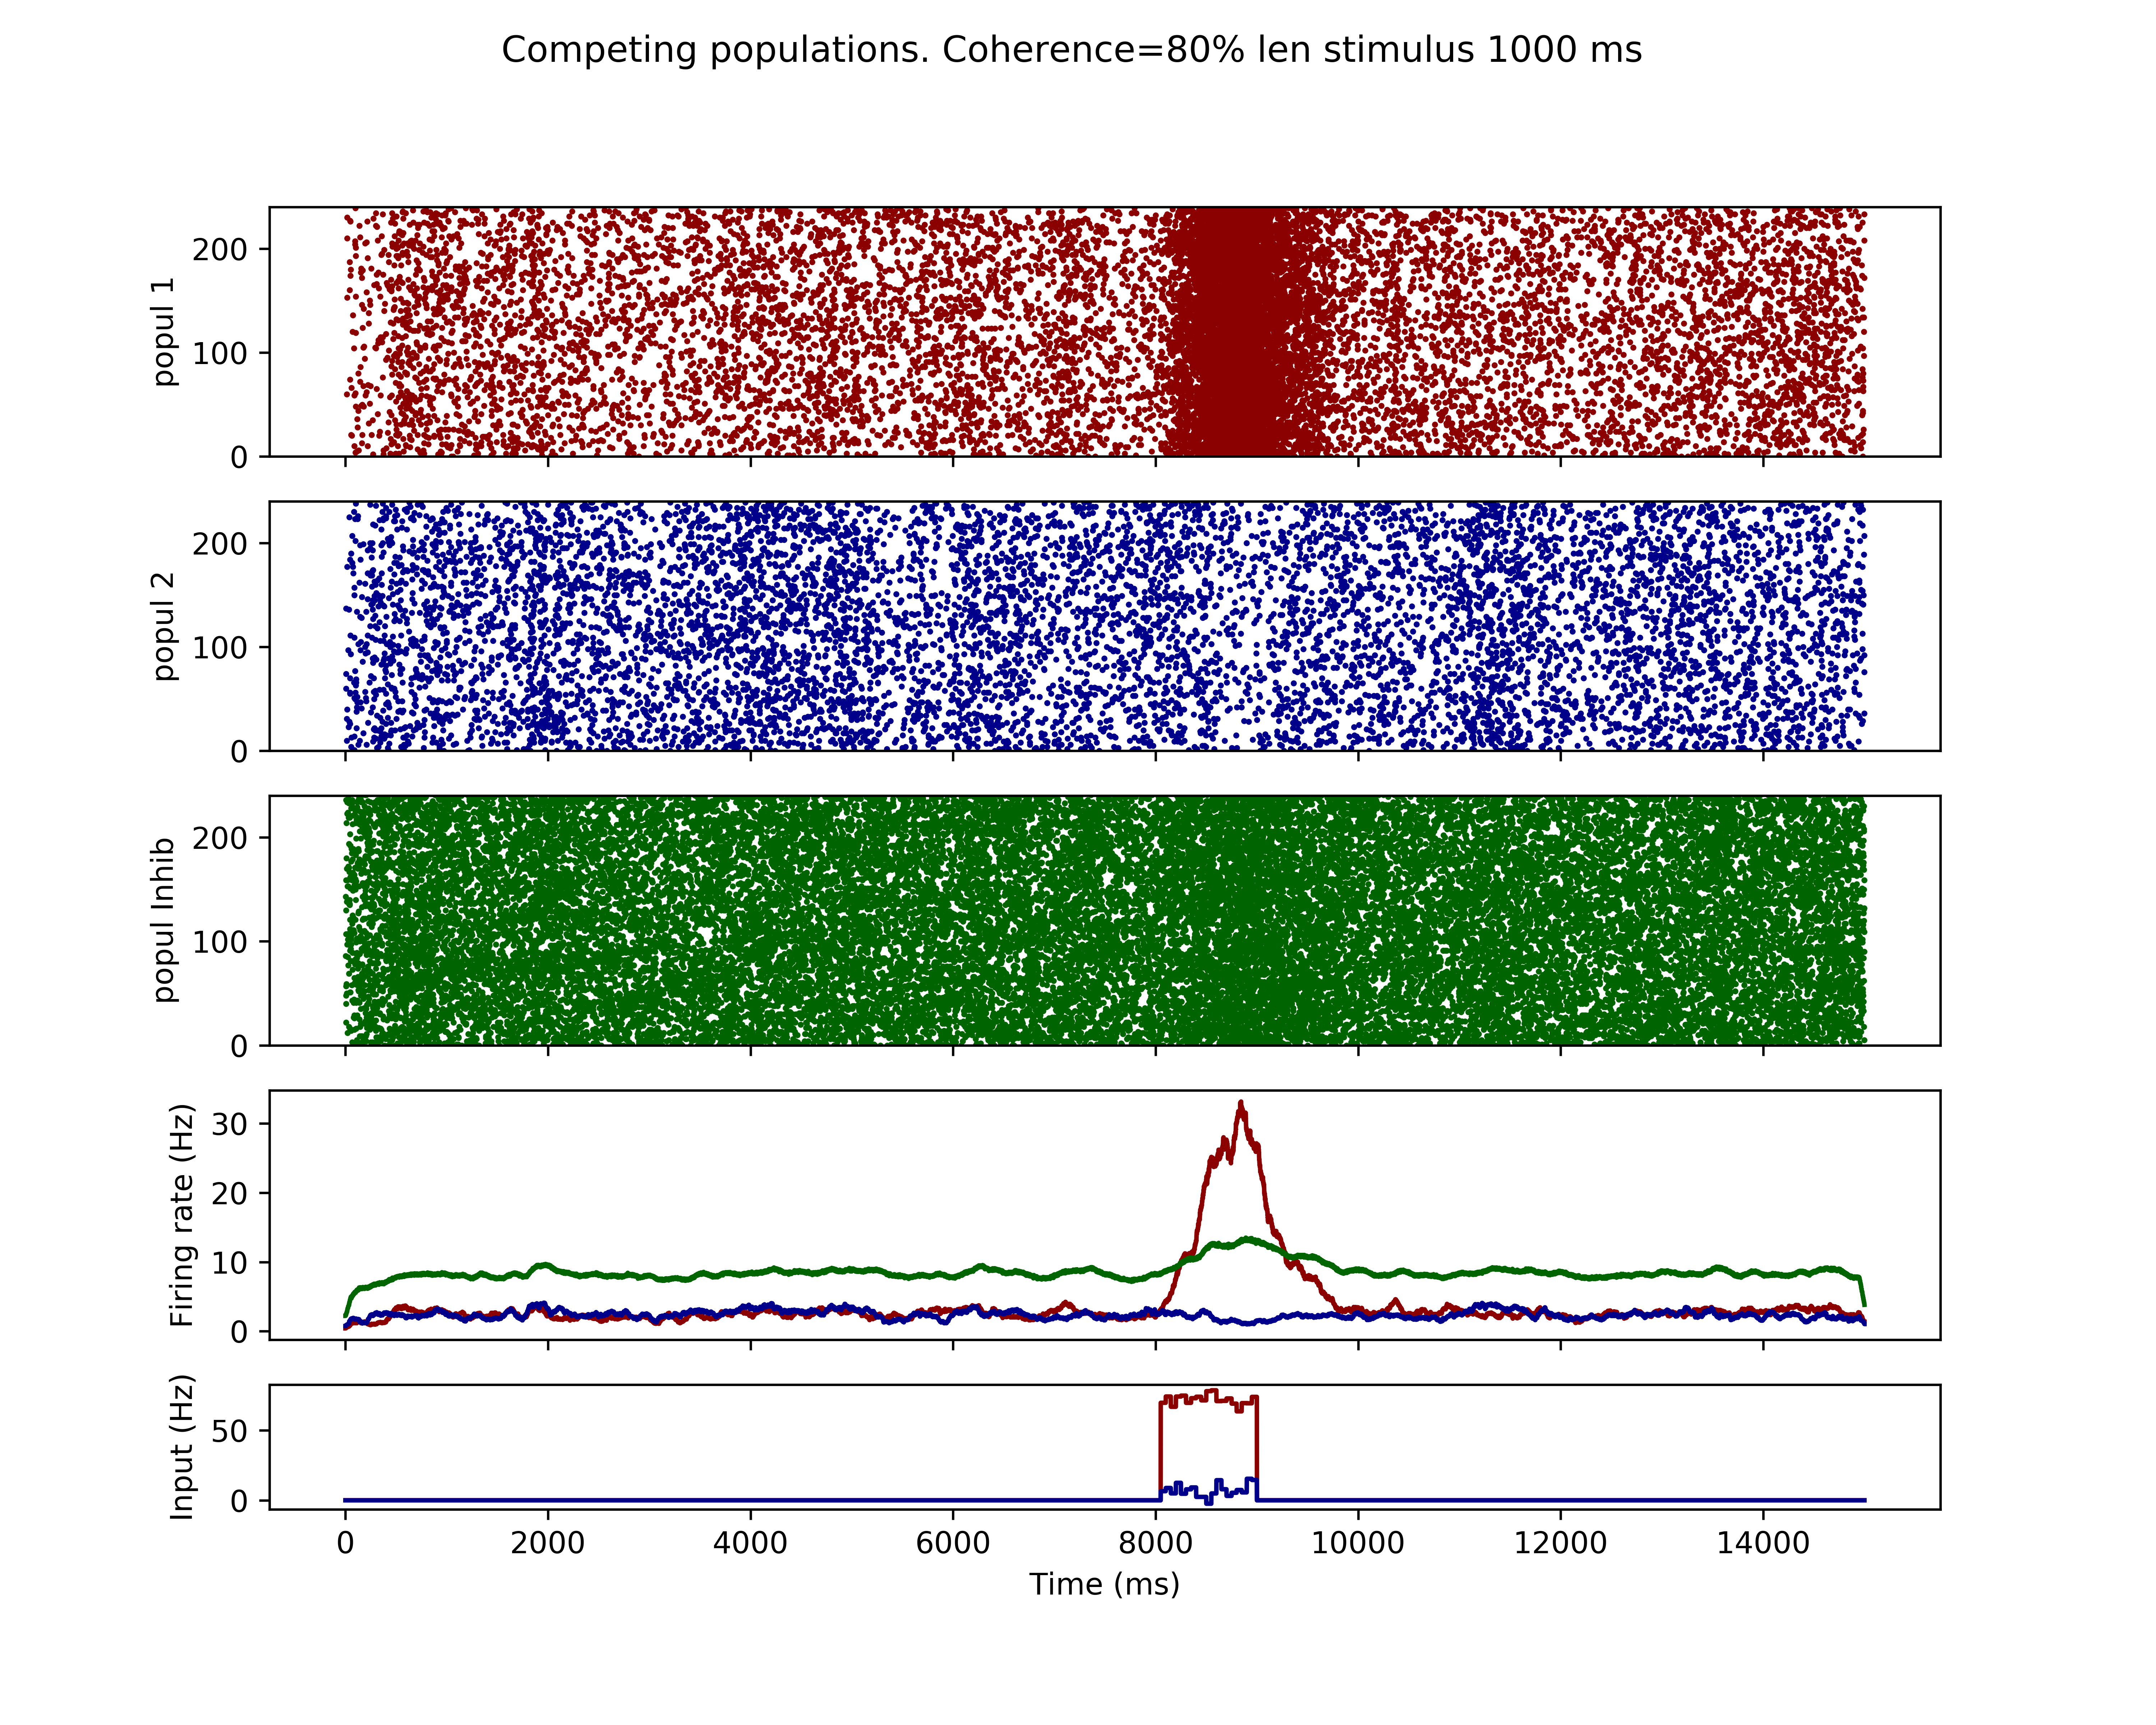 Competing populations. Coherence=80% len stimulus 1000 ms
popul 1
200
100
0
popul 2
200
100
0
popul Inhib
200
100
0
Firing rate (Hz)
30
20
10
0
Input (Hz)
50
0
0 2000 4000 6000 8000 10000 12000 14000
Time (ms)